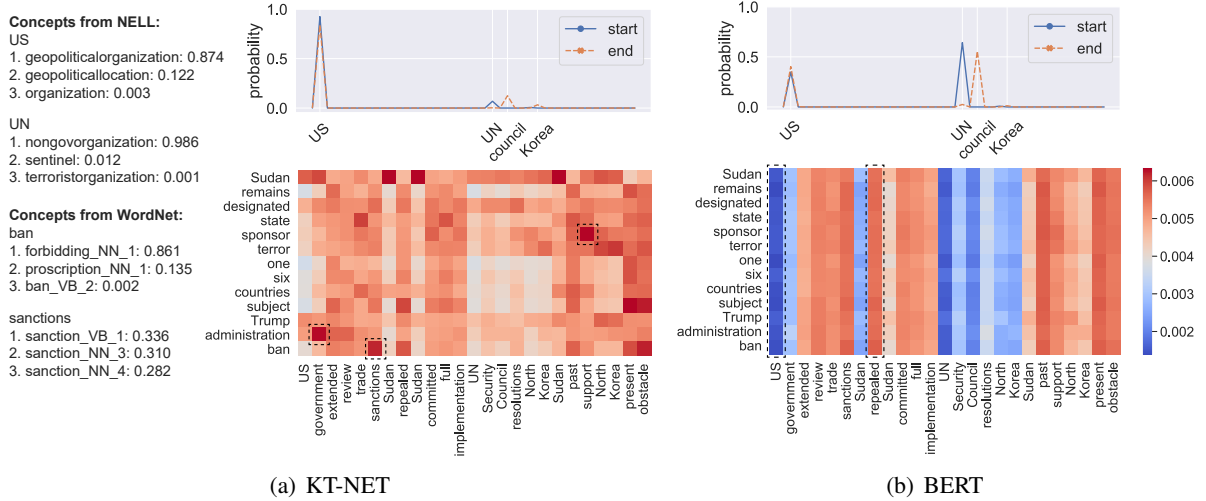 Concepts from NELL:
US
1. geopoliticalorganization: 0.874
2. geopoliticallocation: 0.122
3. organization: 0.003
UN
1. nongovorganization: 0.986
2. sentinel: 0.012
3. terroristorganization: 0.001
Concepts from WordNet:
ban
1. forbidding_NN_1: 0.861
2. proscription_NN_1: 0.135
3. ban_VB_2: 0.002
sanctions
1. sanction_VB_1: 0.336
2. sanction_NN_3: 0.310
3. sanction_NN_4: 0.282
probability
1.0
0.5
0.0
start
end
US
UN
council
Korea
Sudan
remains
designated
state
sponsor
terror
one
six
countries
subject
Trump
administration
ban
US
government
extended
review
trade
sanctions
Sudan
repealed
Sudan
committed
full
implementation
UN
Security
Council
resolutions
North
Korea
Sudan
past
support
North
Korea
present
obstacle
(a) KT-NET
probability
1.0
0.5
0.0
start
end
US
UN
council
Korea
Sudan
remains
designated
state
sponsor
terror
one
six
countries
subject
Trump
administration
ban
US
government
extended
review
trade
sanctions
Sudan
repealed
Sudan
committed
full
implementation
UN
Security
Council
resolutions
North
Korea
Sudan
past
support
North
Korea
present
obstacle
0.006
0.005
0.004
0.003
0.002
(b) BERT